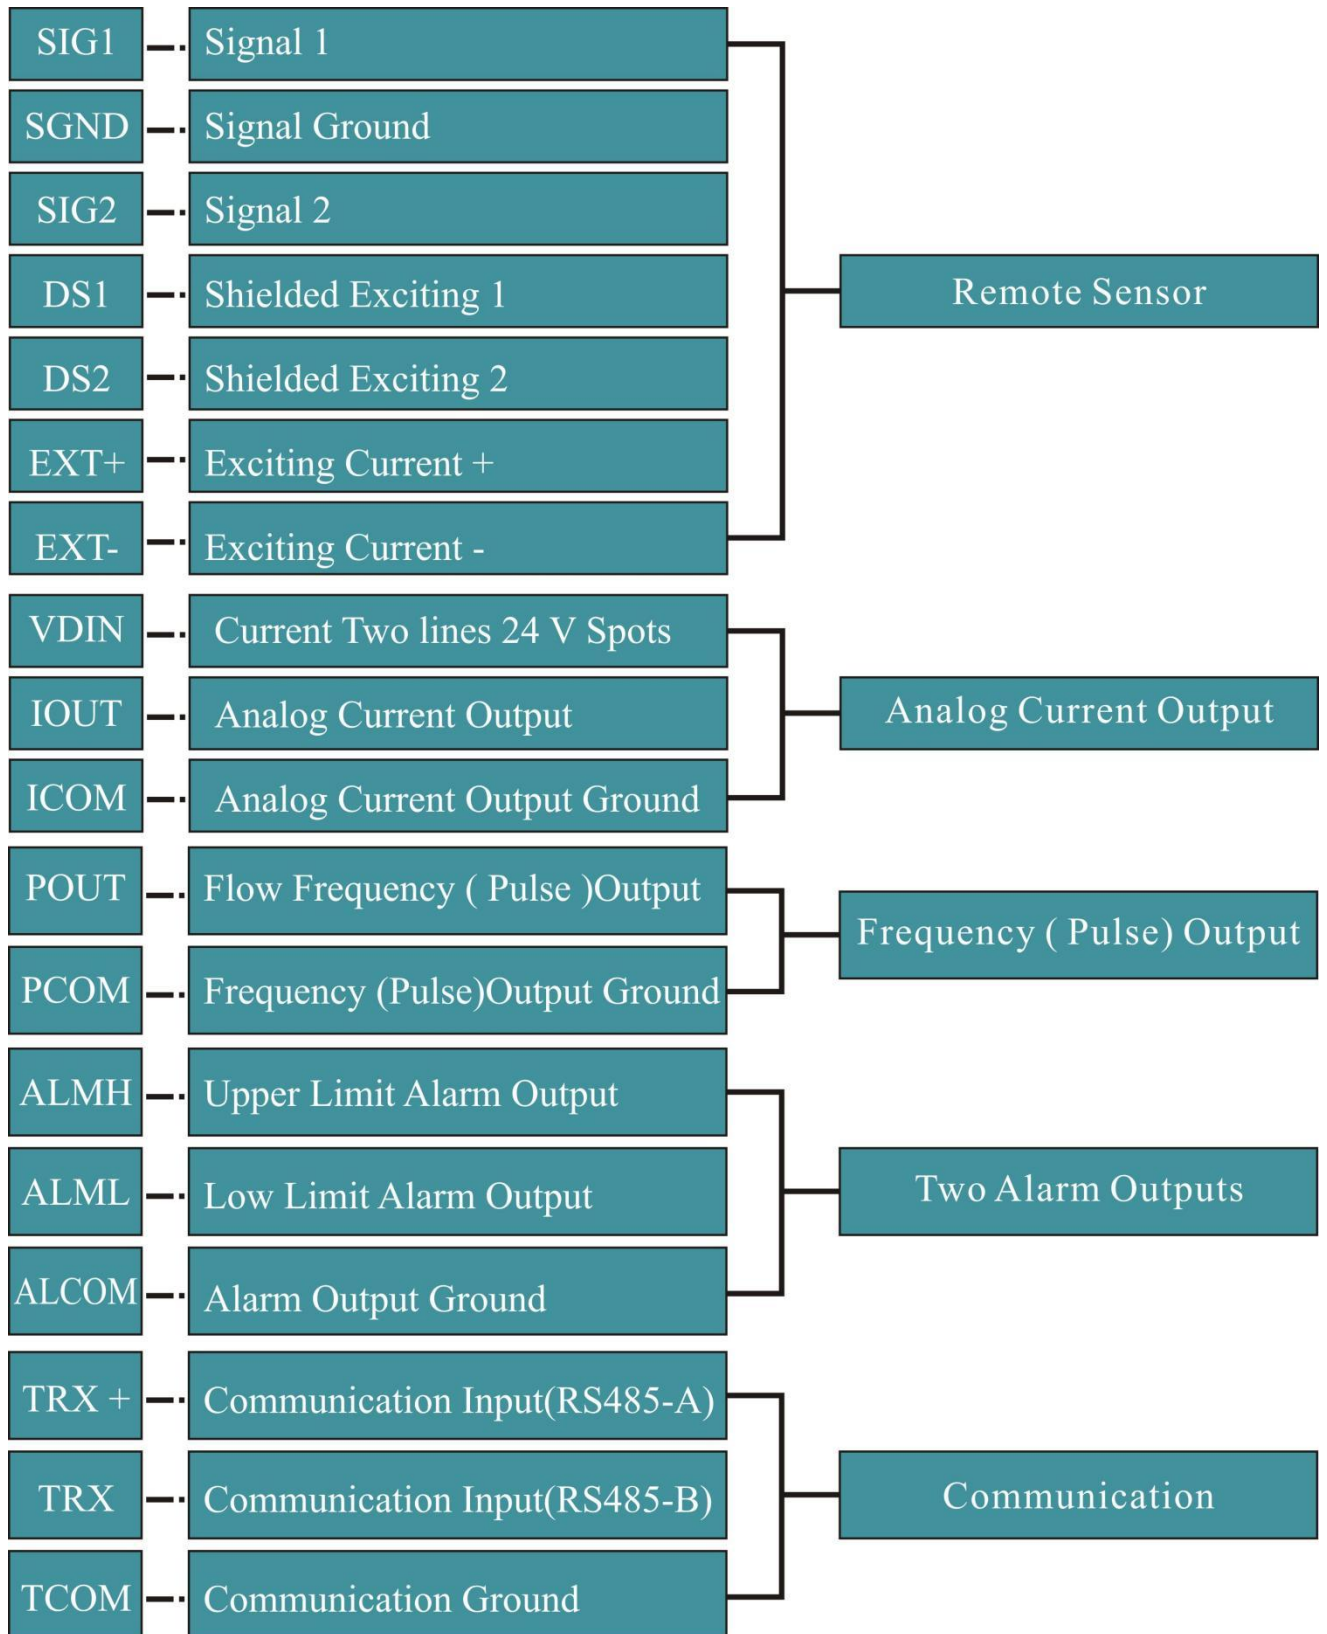 SIG1 Signal 1
SGND Signal Ground
SIG2 Signal 2
DS1 Shielded Exciting 1
Remote Sensor
DS2 Shielded Exciting 2
EXT+ Exciting Current +
EXT- Exciting Current -
VDIN Current Two lines 24 V Spots
IOUT Analog Current Output
Analog Current Output
ICOM Analog Current Output Ground
POUT Flow Frequency ( Pulse )Output
Frequency ( Pulse) Output
PCOM Frequency (Pulse)Output Ground
ALMH Upper Limit Alarm Output
ALML Low Limit Alarm Output
Two Alarm Outputs
ALCOM Alarm Output Ground
TRX + Communication Input(RS485-A)
TRX Communication Input(RS485-B)
Communication
TCOM Communication Ground